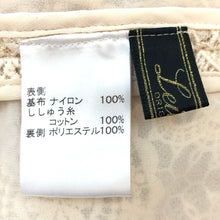 表側
基布 ナイロン 100%
ししゅう糸
コットン 100%
裏側 ポリエステル100%